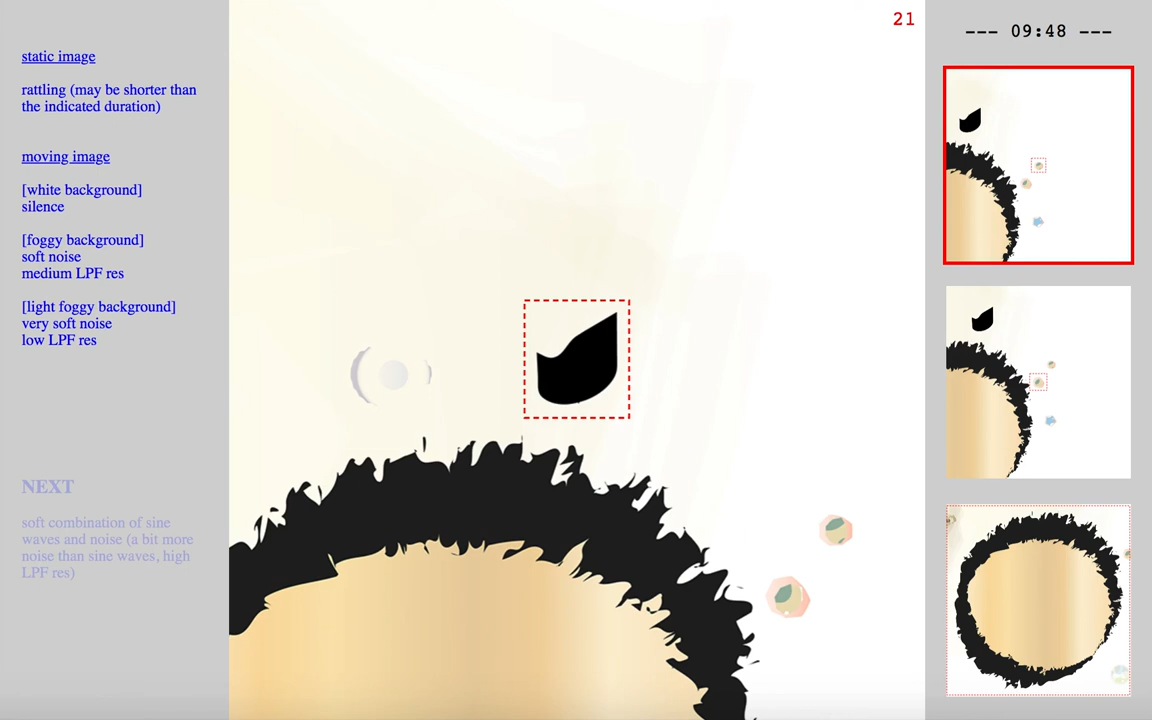 static image
rattling (may be shorter than
the indicated duration)
moving image
[white background]
silence
[foggy background]
soft noise
medium LPF res
[light foggy background]
very soft noise
low LPF res
NEXT
soft combination of sine
waves and noise (a bit more
noise than sine waves, high
LPF res)
21
--- 09:48 ---